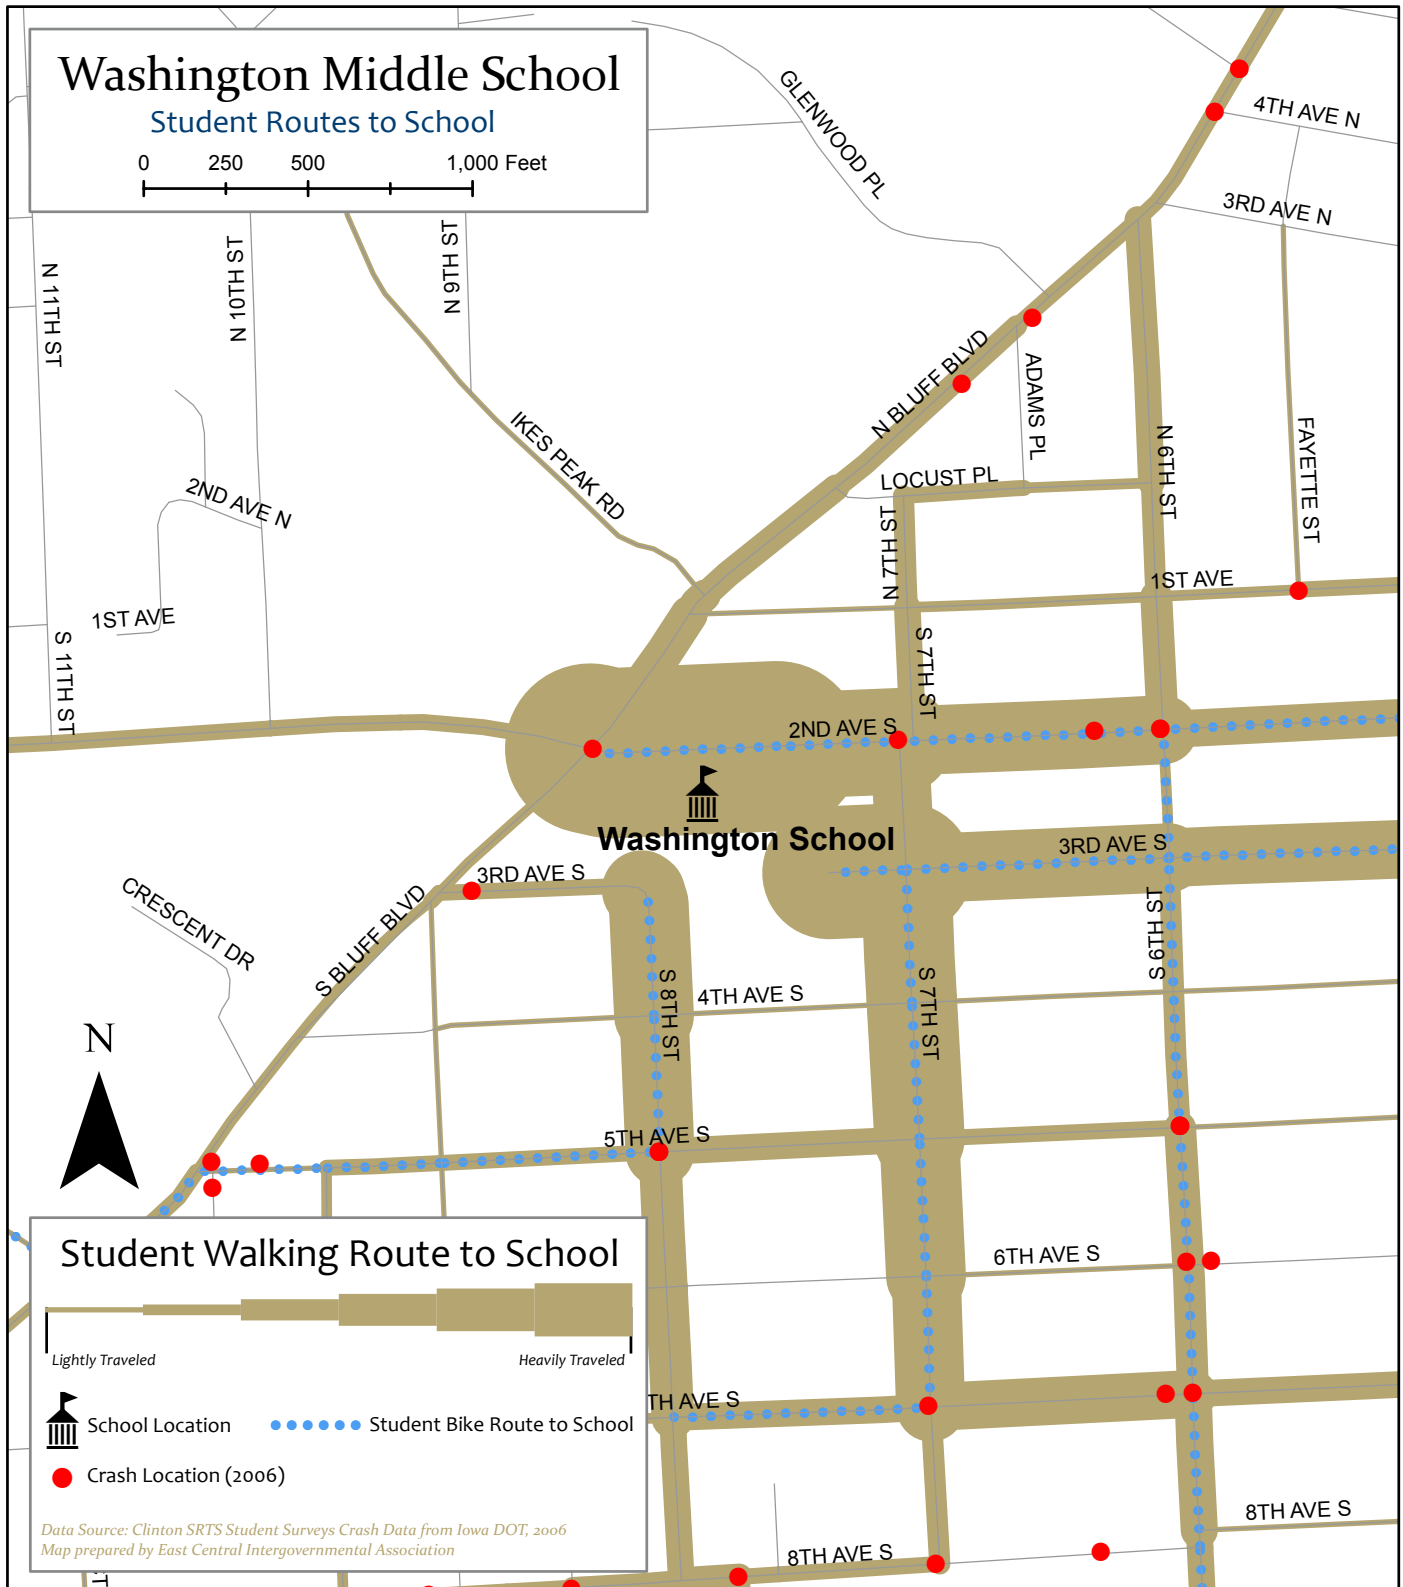 Washington Middle School
Student Routes to School
0 250 500 1,000 Feet
GLENWOOD PL
4TH AVE N
3RD AVE N
N 11TH ST
N 10TH ST
N 9TH ST
N BLUFF BLVD
ADAMS PL
IKES PEAK RD
N 6TH ST
FAYETTE ST
LOCUST PL
2ND AVE N
N 7TH ST
1ST AVE
1ST AVE
S 11TH ST
S 7TH ST
2ND AVE S
Washington School
3RD AVE S
3RD AVE S
CRESCENT DR
S BLUFF BLVD
S 6TH ST
S 8TH ST
4TH AVE S
S 7TH ST
N
5TH AVE S
6TH AVE S
Student Walking Route to School
Lightly Traveled
Heavily Traveled
TH AVE S
School Location
Student Bike Route to School
Crash Location (2006)
8TH AVE S
Data Source: Clinton SRTS Student Surveys Crash Data from Iowa DOT, 2006
Map prepared by East Central Intergovernmental Association
8TH AVE S